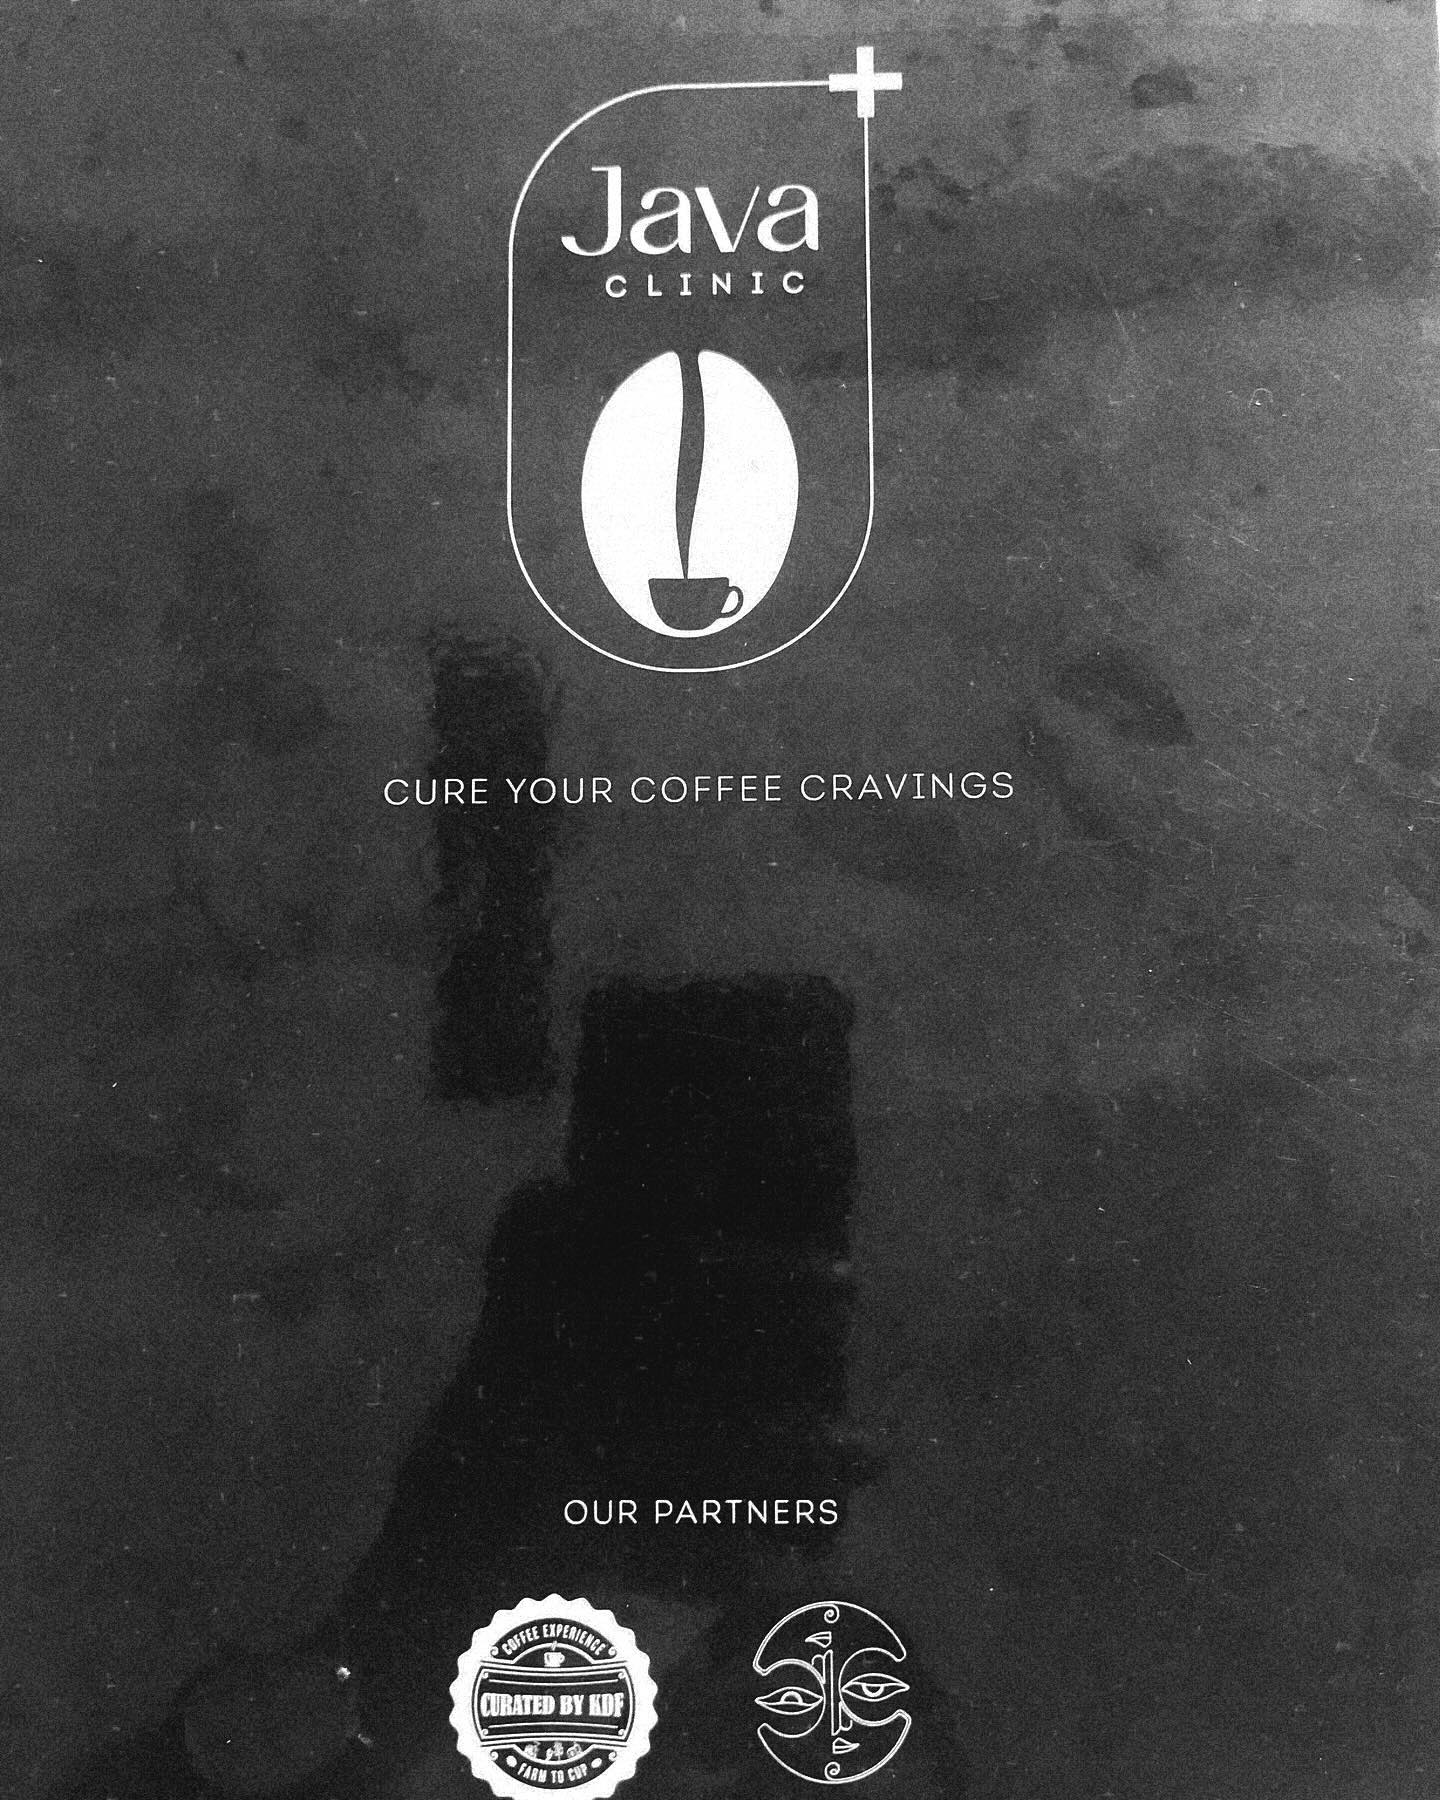 Java
CLINIC
CURE YOUR COFFEE CRAVINGS
OUR PARTNERS
COFFEE EXPERIENCE
CURATED BY KDF
FARM TO CUP